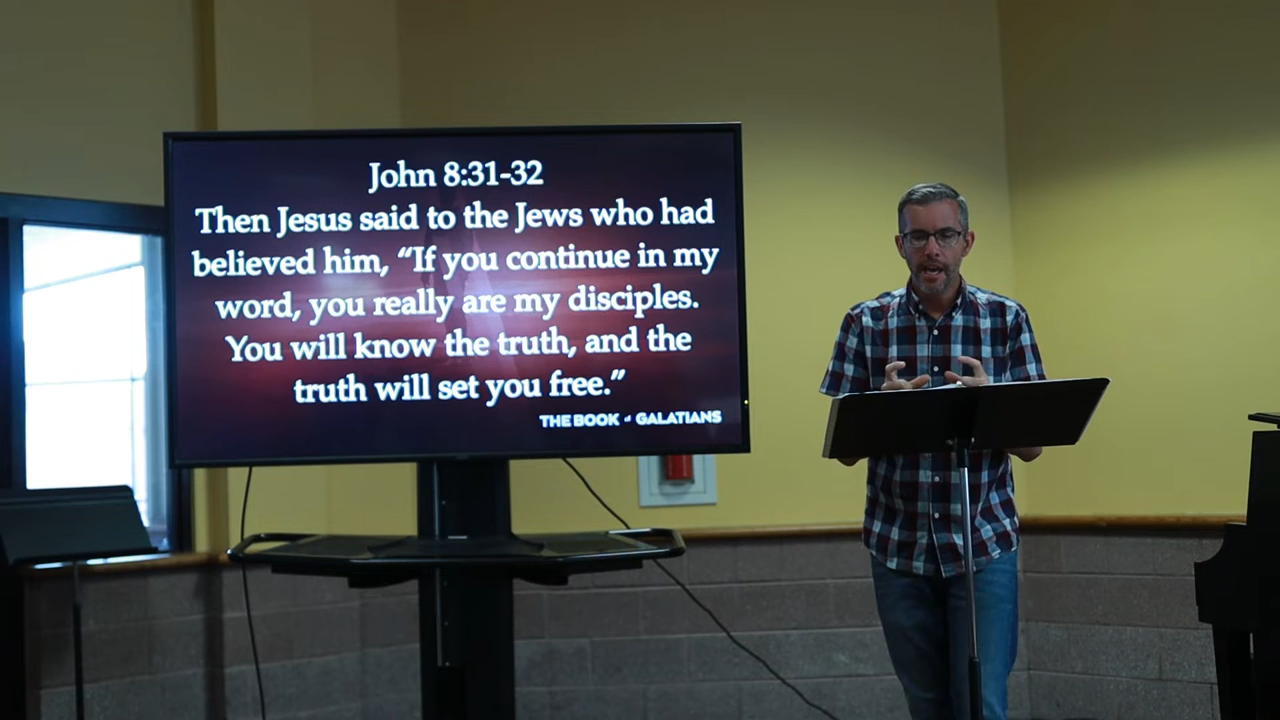 John 8:31-32
Then Jesus said to the Jews who had
believed him, “If you continue in my
word, you really are my disciples.
You will know the truth, and the
truth will set you free.”
THE BOOK of GALATIANS